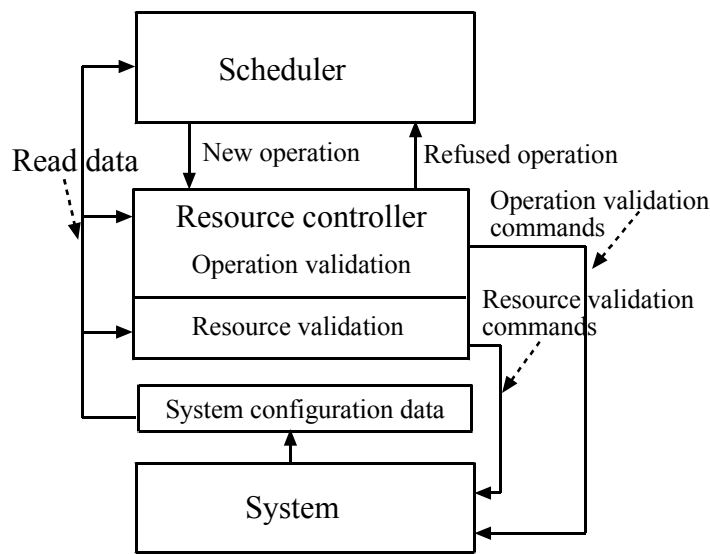 Scheduler
New operation
Refused operation
Read data
Resource controller
Operation validation
commands
Operation validation
Resource validation
commands
Resource validation
System configuration data
System